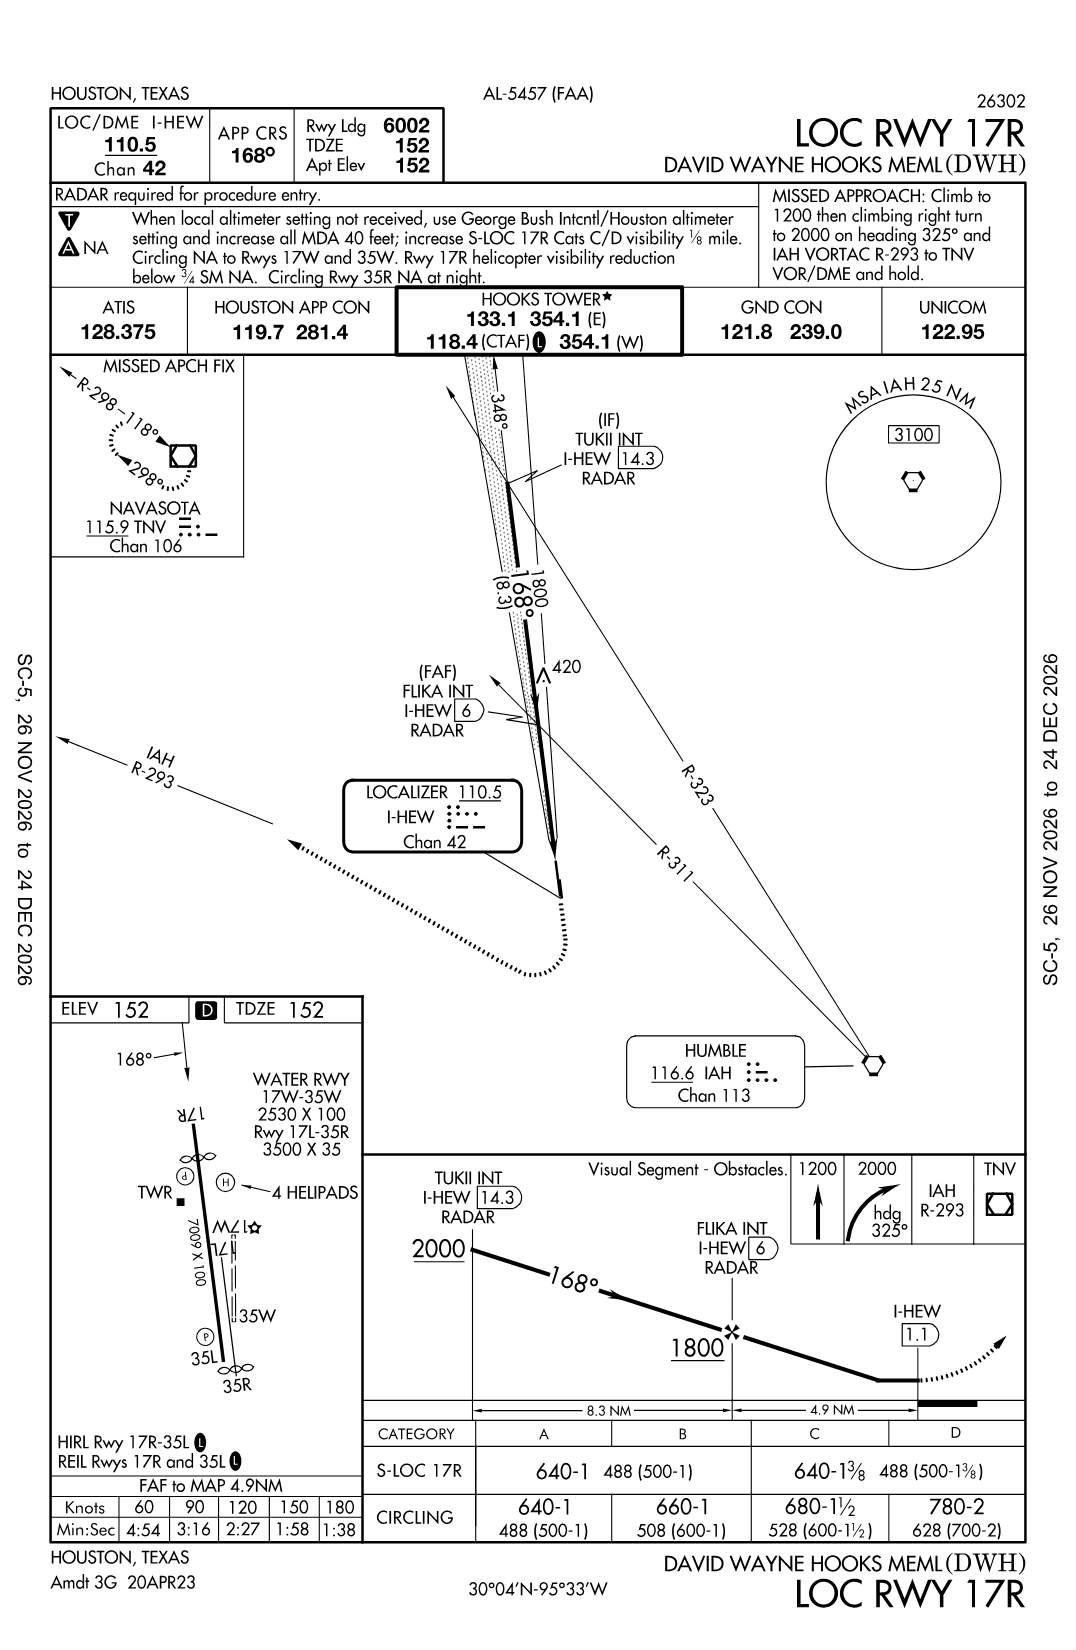 HOUSTON, TEXAS
AL-5457 (FAA)
26302
LOC/DME I-HEW
110.5
Chan 42
APP CRS
168°
Rwy Ldg 6002
TDZE 152
Apt Elev 152
LOC RWY 17R
DAVID WAYNE HOOKS MEML (DWH)
RADAR required for procedure entry.
T
A NA
When local altimeter setting not received, use George Bush Intcntl/Houston altimeter
setting and increase all MDA 40 feet; increase S-LOC 17R Cats C/D visibility ⅛ mile.
Circling NA to Rwys 17W and 35W. Rwy 17R helicopter visibility reduction
below ¾ SM NA. Circling Rwy 35R NA at night.
MISSED APPROACH: Climb to
1200 then climbing right turn
to 2000 on heading 325° and
IAH VORTAC R-293 to TNV
VOR/DME and hold.
ATIS
128.375
HOUSTON APP CON
119.7 281.4
HOOKS TOWER★
133.1 354.1 (E)
118.4 (CTAF) L 354.1 (W)
GND CON
121.8 239.0
UNICOM
122.95
MISSED APCH FIX
R-298
118°
298°
NAVASOTA
115.9 TNV
Chan 106
348°
(IF)
TUKII INT
I-HEW 14.3
RADAR
MSA IAH 25 NM
3100
1800
168°
(8.3)
420
(FAF)
FLIKA INT
I-HEW 6
RADAR
IAH
R-293
R-323
R-311
LOCALIZER 110.5
I-HEW
Chan 42
HUMBLE
116.6 IAH
Chan 113
SC-5, 26 NOV 2026 to 24 DEC 2026
SC-5, 26 NOV 2026 to 24 DEC 2026
ELEV 152
D
TDZE 152
168°
WATER RWY
17W-35W
2530 X 100
Rwy 17L-35R
3500 X 35
17R
P
H
4 HELIPADS
TWR
17W
17L
7009 X 100
35W
P
35L
35R
HIRL Rwy 17R-35L L
REIL Rwys 17R and 35L L
FAF to MAP 4.9NM
Knots 60 90 120 150 180
Min:Sec 4:54 3:16 2:27 1:58 1:38
Visual Segment - Obstacles.
1200
2000
hdg
325°
IAH
R-293
TNV
TUKII INT
I-HEW 14.3
RADAR
2000
168°
FLIKA INT
I-HEW 6
RADAR
1800
I-HEW
1.1
8.3 NM
4.9 NM
CATEGORY A B C D
S-LOC 17R 640-1 488 (500-1) 640-1⅜ 488 (500-1⅜)
CIRCLING
640-1 660-1 680-1½ 780-2
488 (500-1) 508 (600-1) 528 (600-1½) 628 (700-2)
HOUSTON, TEXAS
Amdt 3G 20APR23
30°04'N-95°33'W
DAVID WAYNE HOOKS MEML (DWH)
LOC RWY 17R